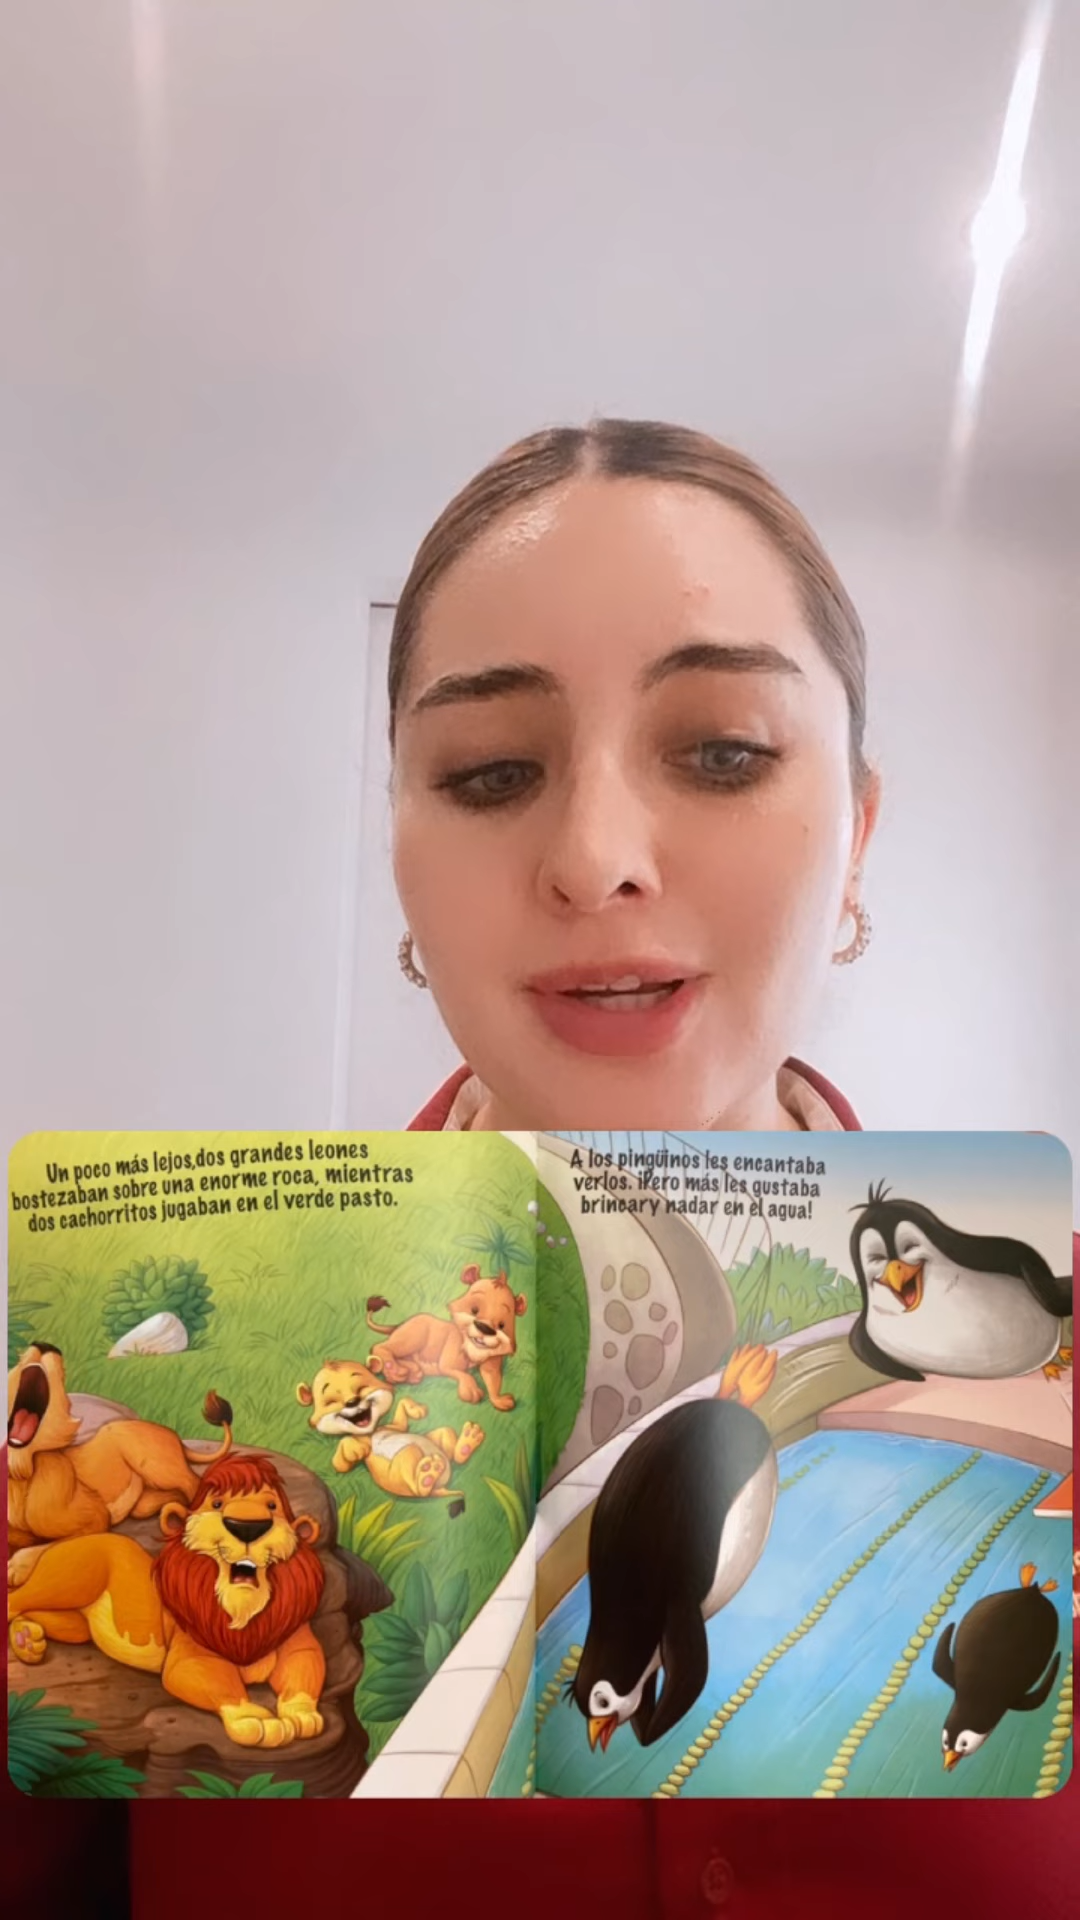 Un poco más lejos,dos grandes leones
bostezaban sobre una enorme roca, mientras
dos cachorritos jugaban en el verde pasto.
A los pingüinos les encantaba
verlos. ¡Pero más les gustaba
brincary nadar en el agua!